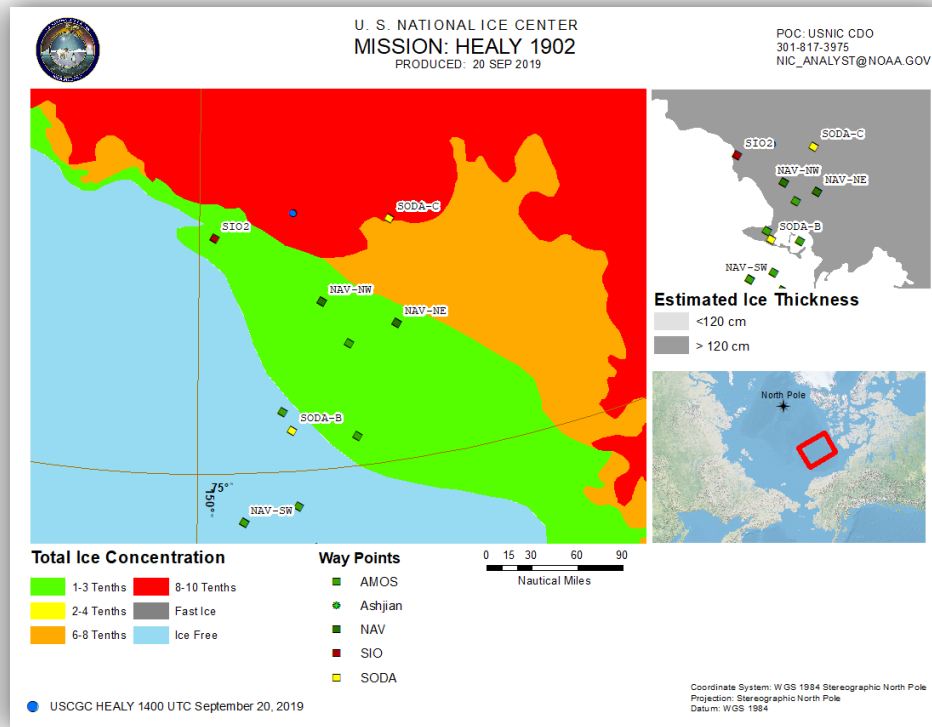 U. S. NATIONAL ICE CENTER
MISSION: HEALY 1902
PRODUCED: 20 SEP 2019
POC: USNIC CDO
301-817-3975
NIC_ANALYST@NOAA.GOV
SODA-C
SIO2
NAV-NW
NAV-NE
SODA-B
75°
150°
NAV-SW
SODA-C
SIO2
NAV-NW
NAV-NE
SODA-B
NAV-SW
Estimated Ice Thickness
<120 cm
> 120 cm
North Pole
Total Ice Concentration
1-3 Tenths
8-10 Tenths
2-4 Tenths
Fast Ice
6-8 Tenths
Ice Free
Way Points
AMOS
Ashjian
NAV
SIO
SODA
0 15 30 60 90
Nautical Miles
USCGC HEALY 1400 UTC September 20, 2019
Coordinate System: WGS 1984 Stereographic North Pole
Projection: Stereographic North Pole
Datum: WGS 1984